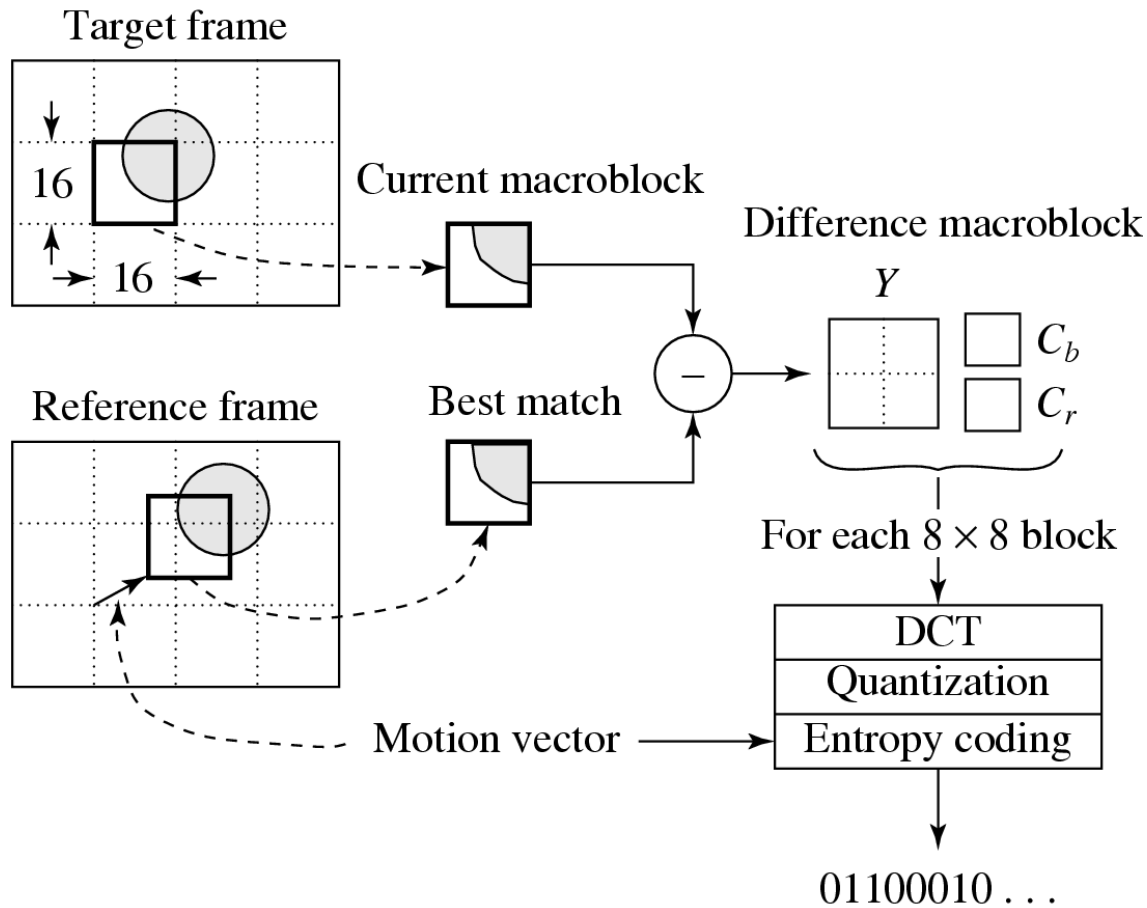 Target frame
16
16
Current macroblock
Difference macroblock
Y
C_b
C_r
−
Reference frame
Best match
For each 8 × 8 block
DCT
Quantization
Entropy coding
Motion vector
01100010 . . .